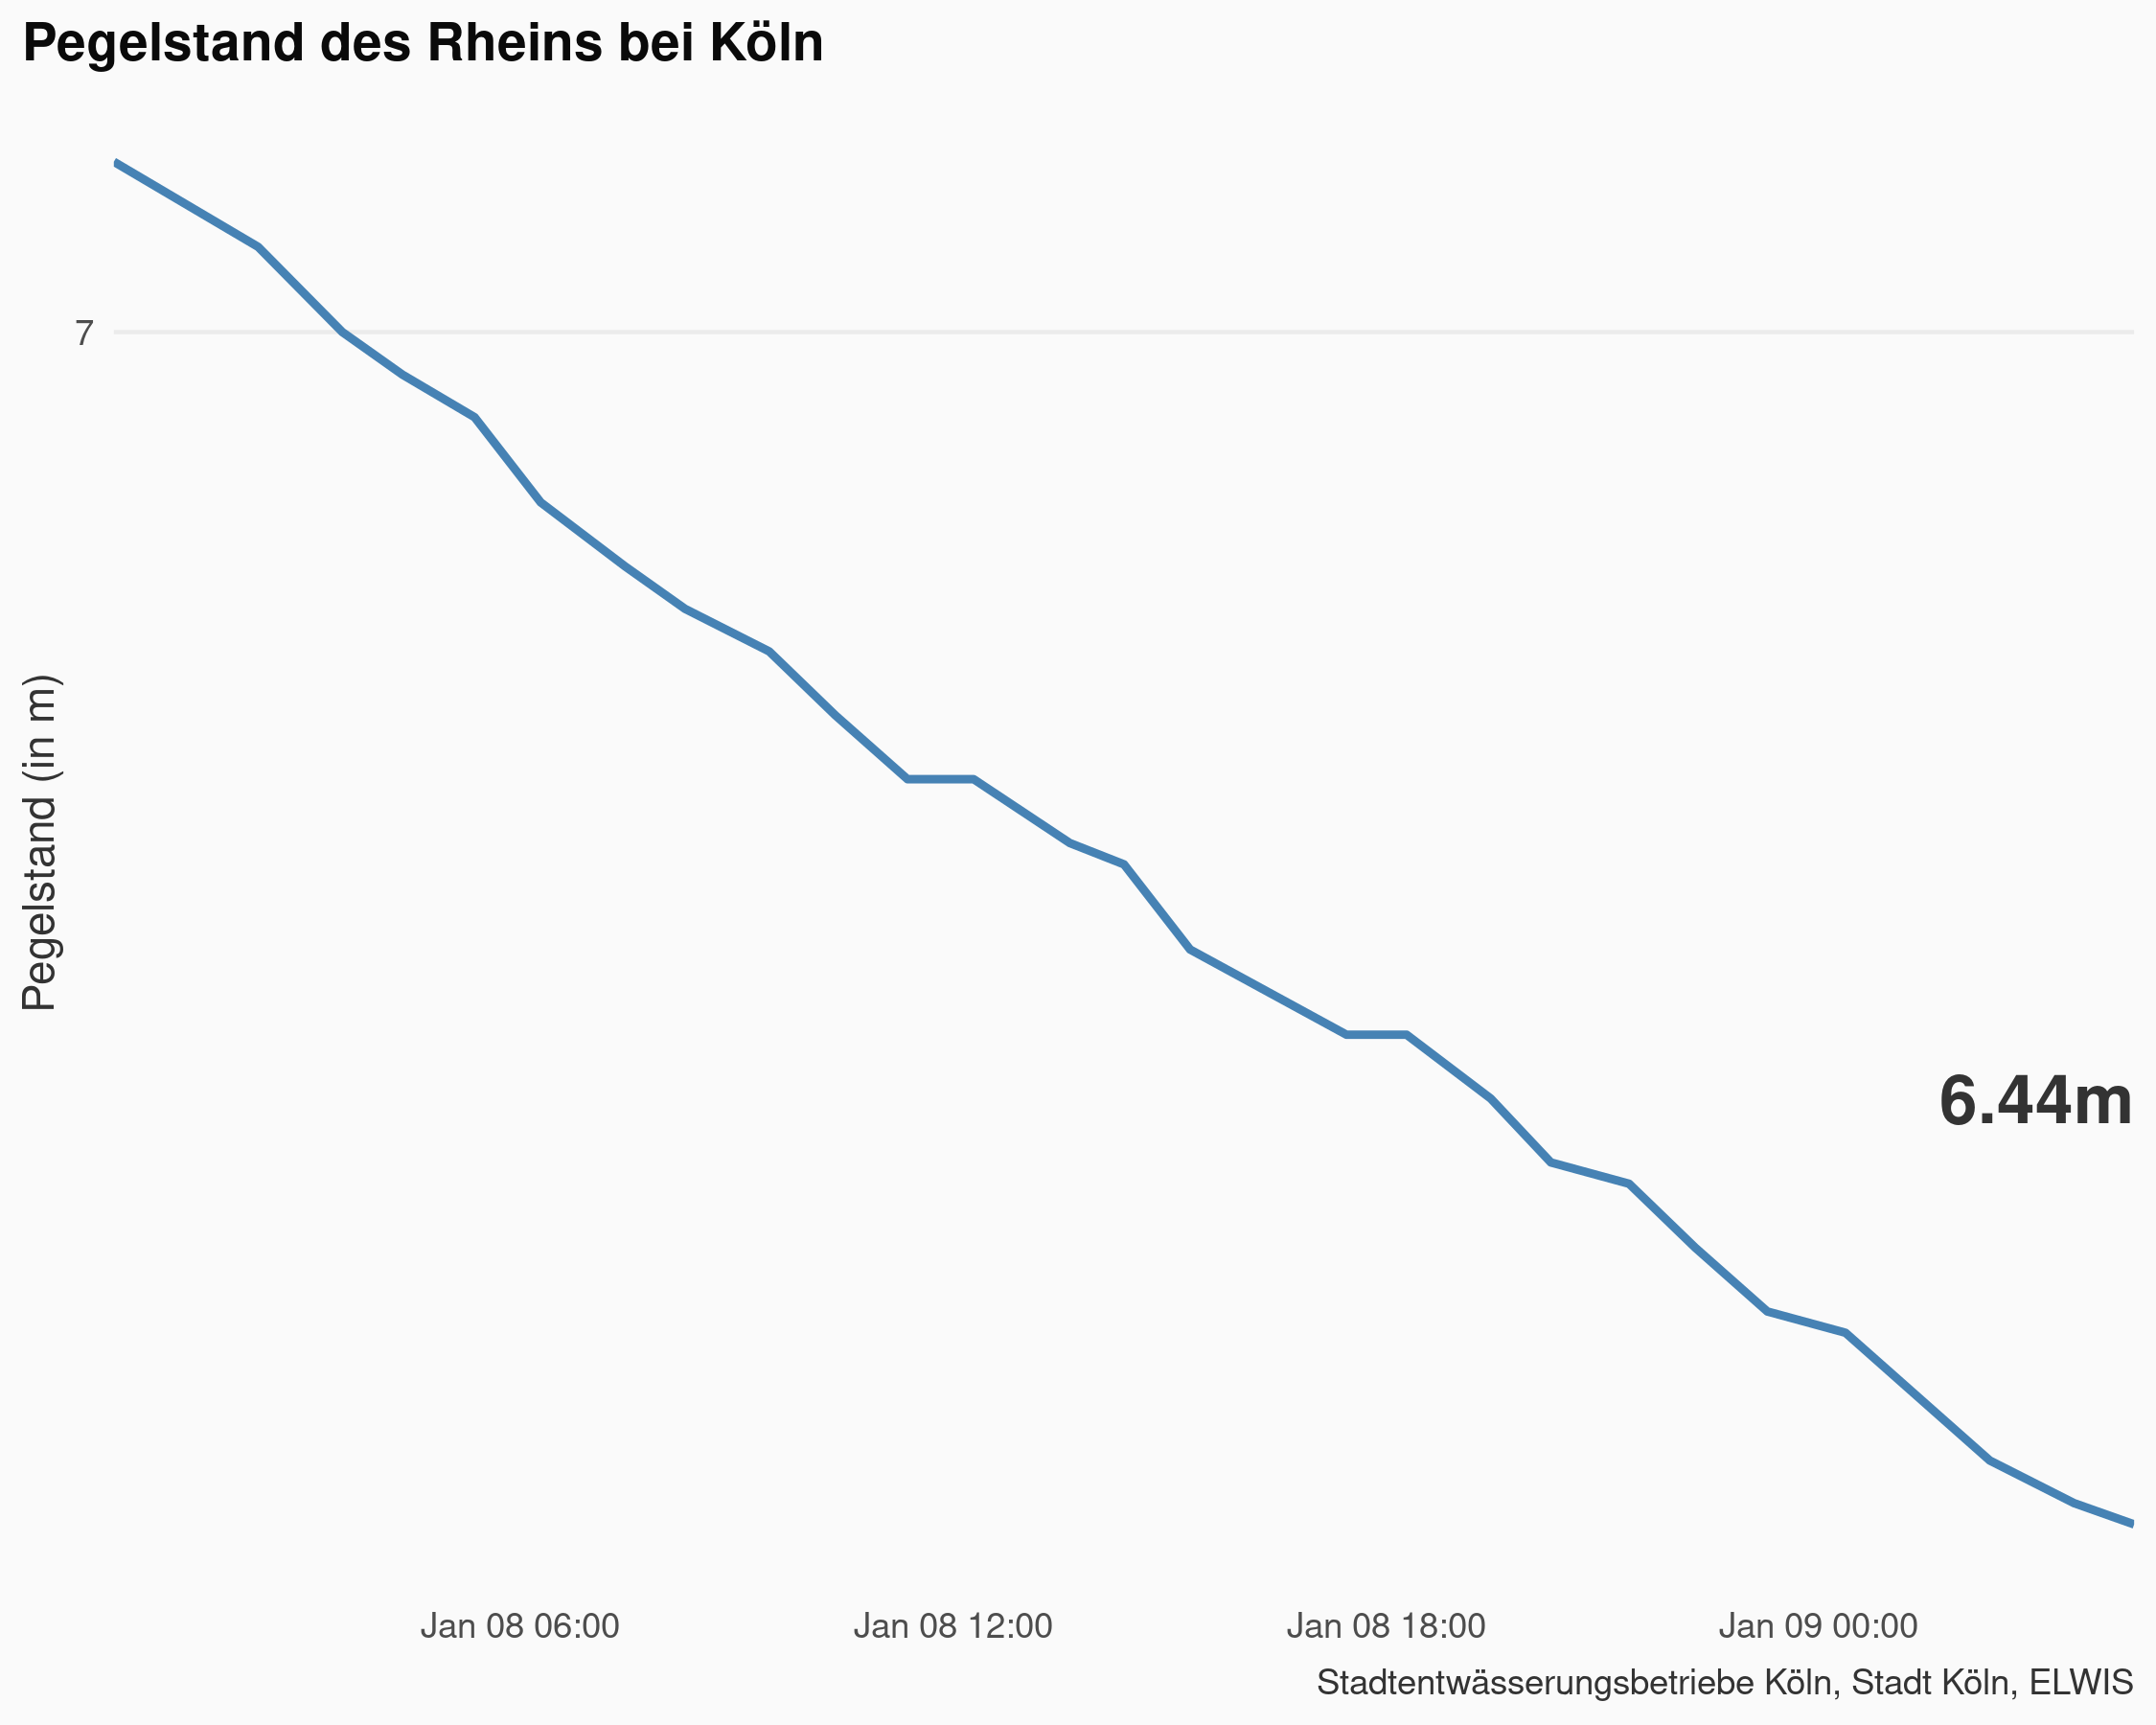 Pegelstand des Rheins bei Köln
7
Pegelstand (in m)
6.44m
Jan 08 06:00
Jan 08 12:00
Jan 08 18:00
Jan 09 00:00
Stadtentwässerungsbetriebe Köln, Stadt Köln, ELWIS